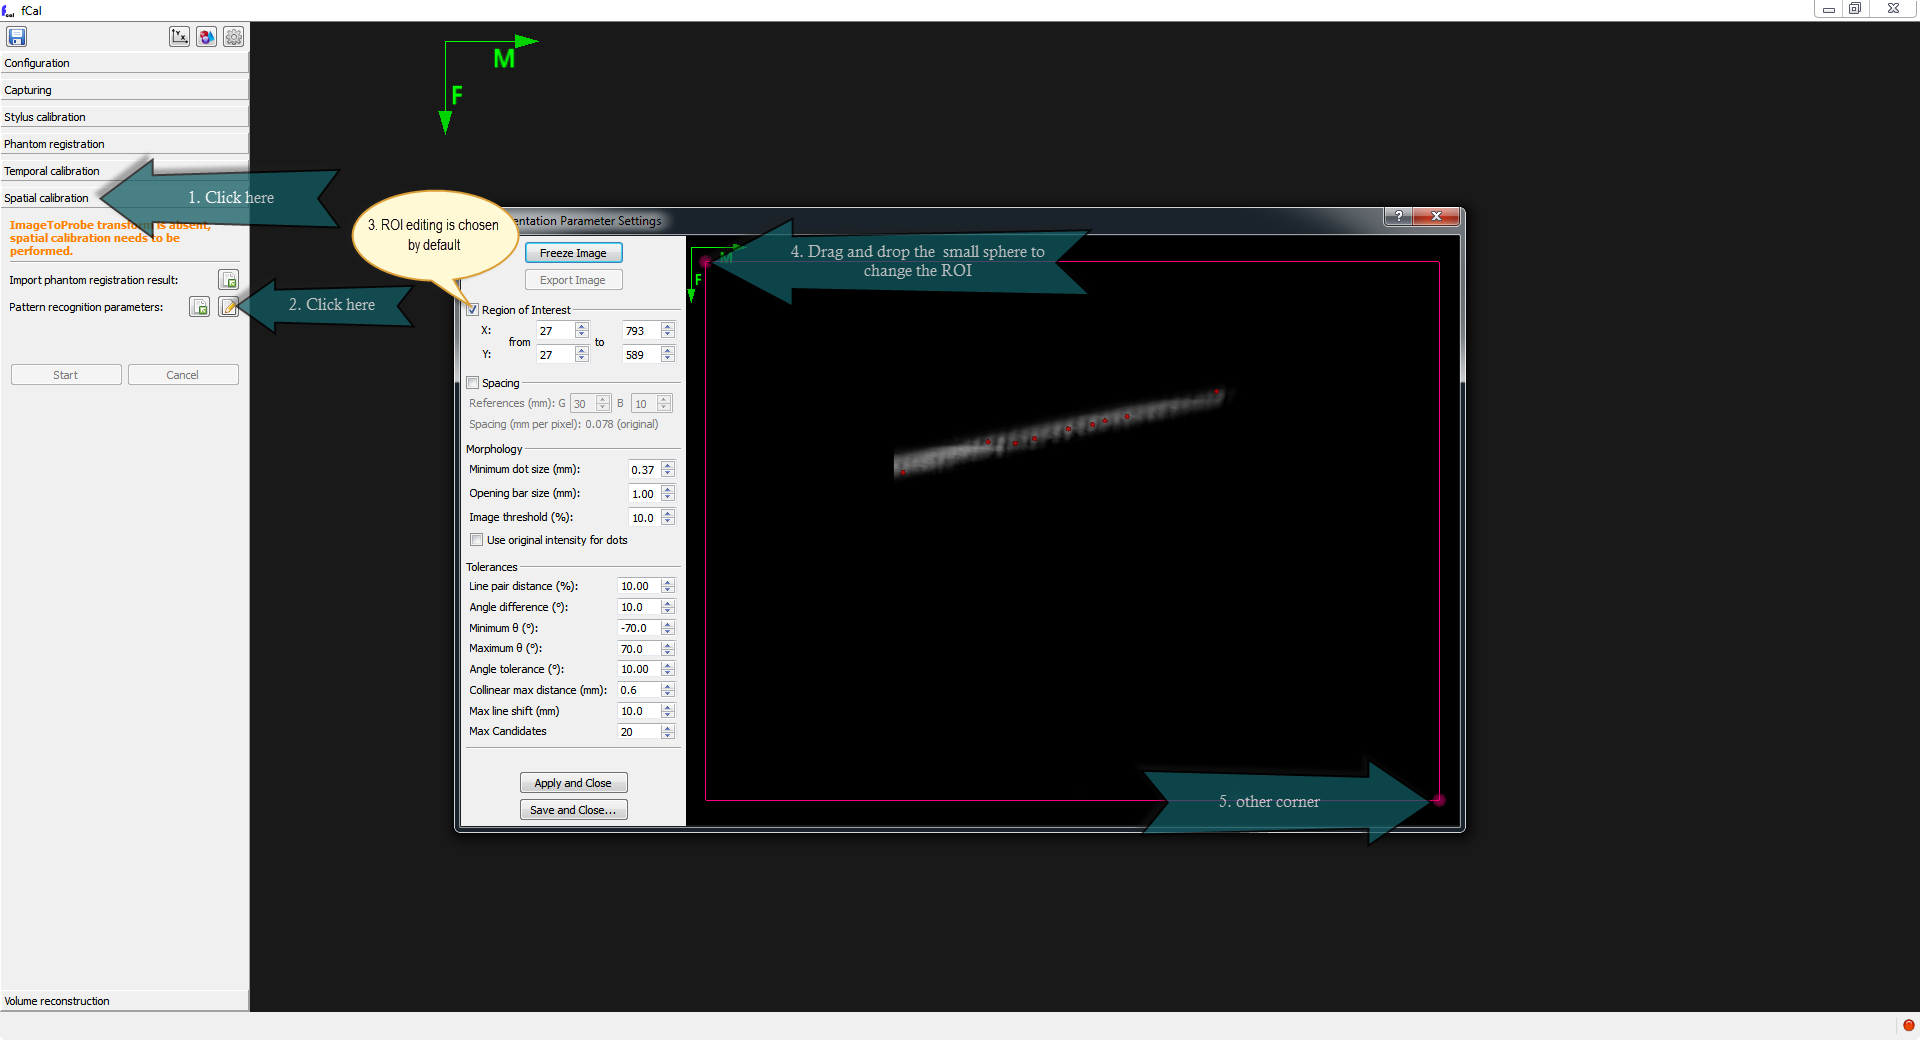 fCal
M
F
Configuration
Capturing
Stylus calibration
Phantom registration
Temporal calibration
Spatial calibration
1. Click here
ImageToProbe transform is absent,
spatial calibration needs to be
performed.
Import phantom registration result:
Pattern recognition parameters:
2. Click here
Start
Cancel
Volume reconstruction
3. ROI editing is chosen
by default
entation Parameter Settings
?
Freeze Image
Export Image
Region of Interest
X:
from
27
to
793
Y:
27
589
Spacing
References (mm): G 30 B 10
Spacing (mm per pixel): 0.078 (original)
Morphology
Minimum dot size (mm): 0.37
Opening bar size (mm): 1.00
Image threshold (%): 10.0
Use original intensity for dots
Tolerances
Line pair distance (%): 10.00
Angle difference (º): 10.0
Minimum θ (º): -70.0
Maximum θ (º): 70.0
Angle tolerance (º): 10.00
Collinear max distance (mm): 0.6
Max line shift (mm) 10.0
Max Candidates 20
Apply and Close
Save and Close...
M
F
4. Drag and drop the small sphere to
change the ROI
5. other corner